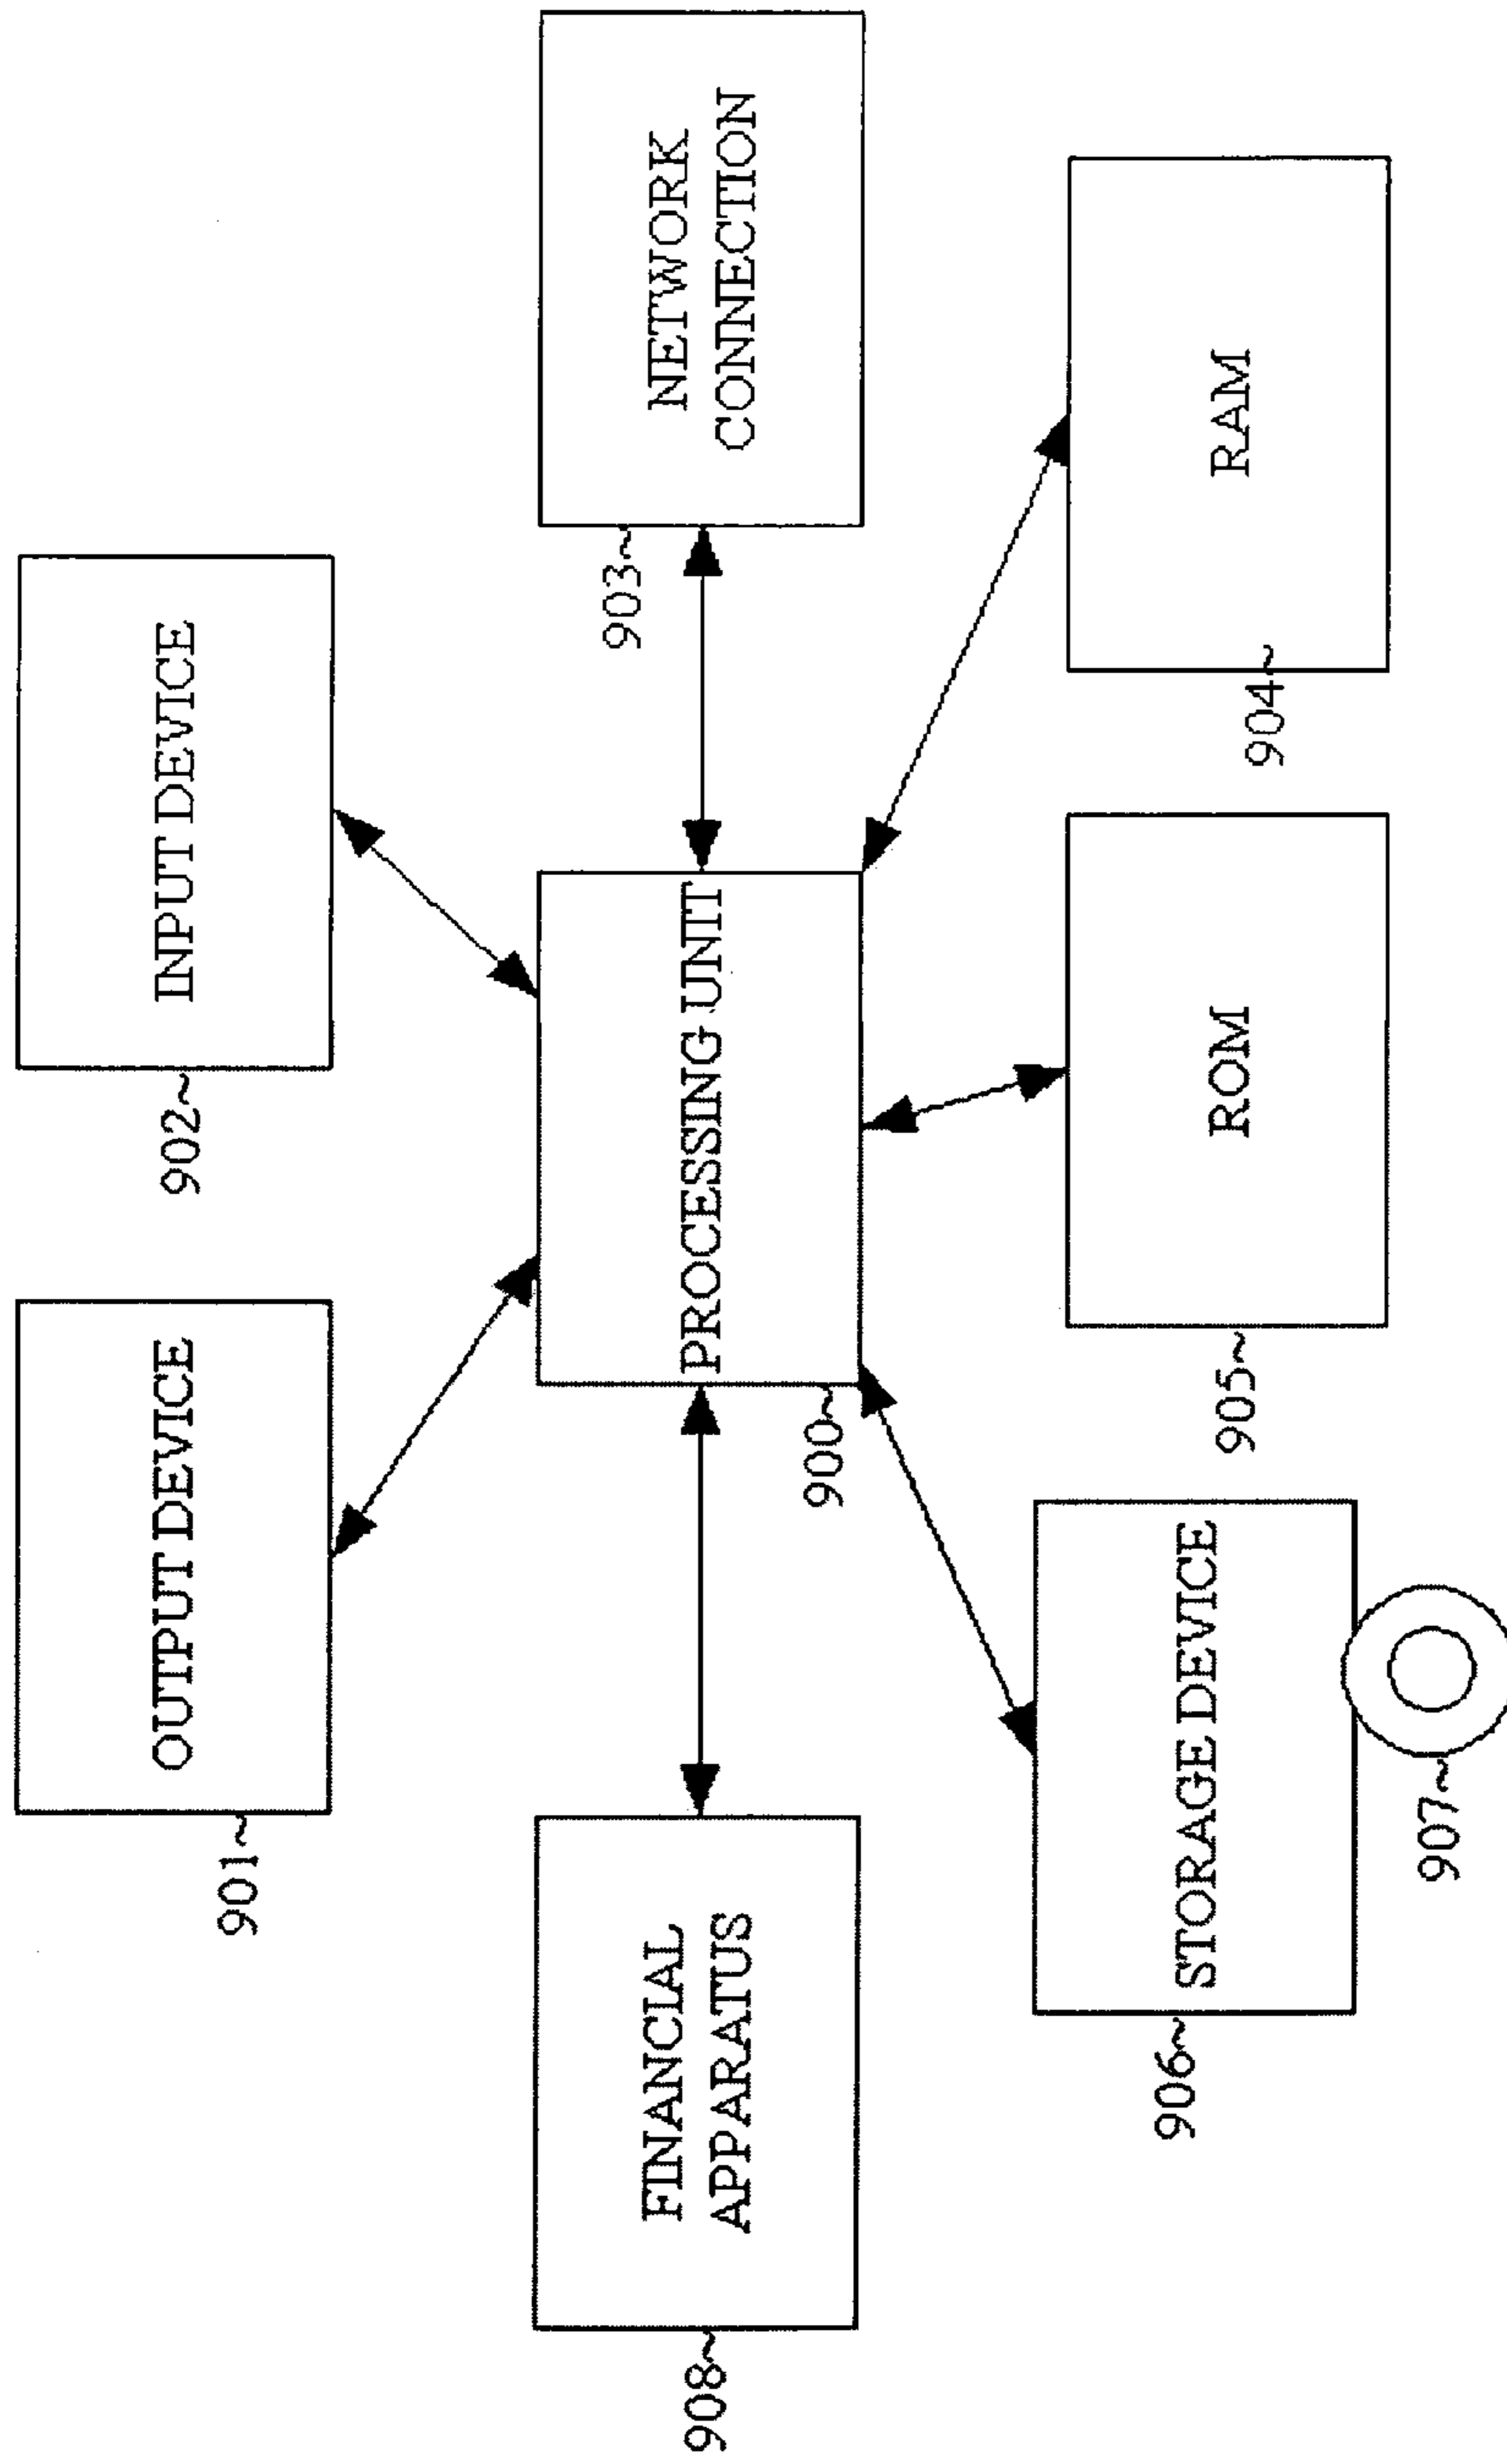 OUTPUT DEVICE
901
INPUT DEVICE
902
FINANCIAL
APPARATUS
908
PROCESSING UNIT
900
NETWORK
CONNECTION
903
STORAGE DEVICE
906
907
ROM
905
RAM
904